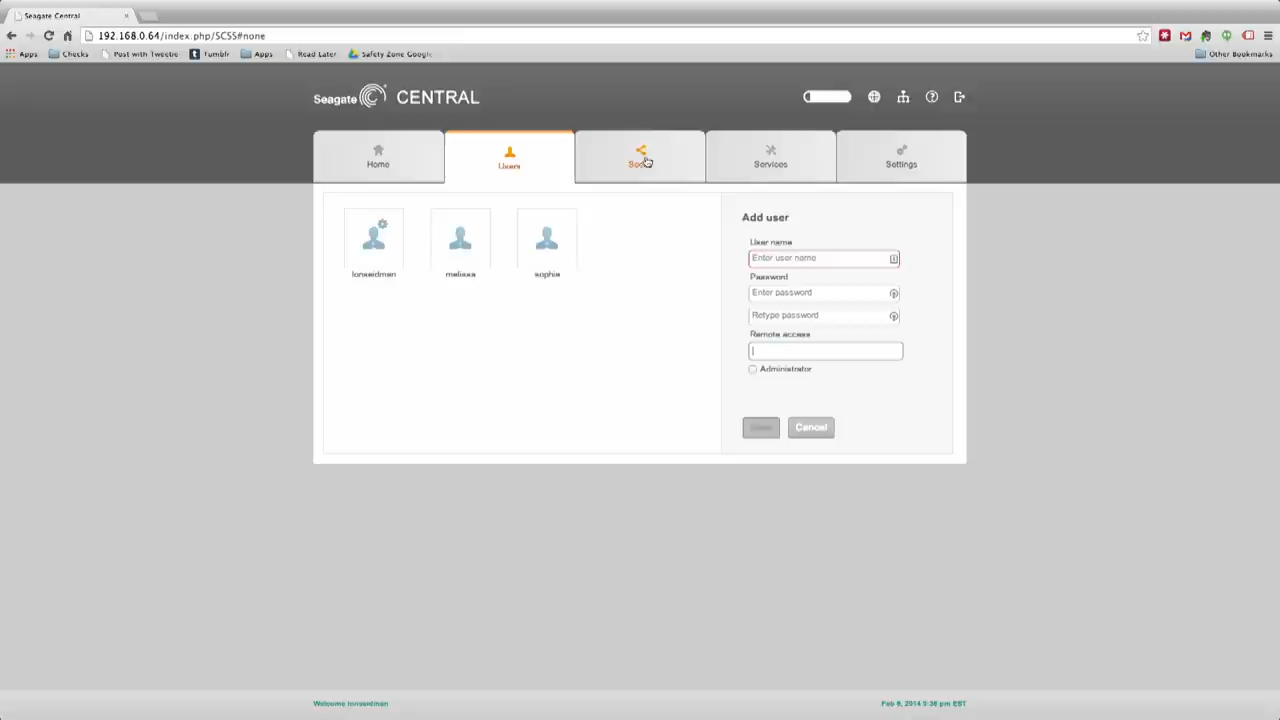 Seagate Central
192.168.0.64/index.php/SCSS#none
Apps
Checks
Post with Tweetie
Tumblr
Apps
Read Later
Safety Zone Google
Other Bookmarks
Seagate CENTRAL
Home
Users
Social
Services
Settings
lonseidman
melissa
sophie
Add user
User name
Enter user name
Password
Enter password
Retype password
Remote access
Administrator
Save
Cancel
Welcome lonseidman
Feb 9, 2014 9:36 pm EST